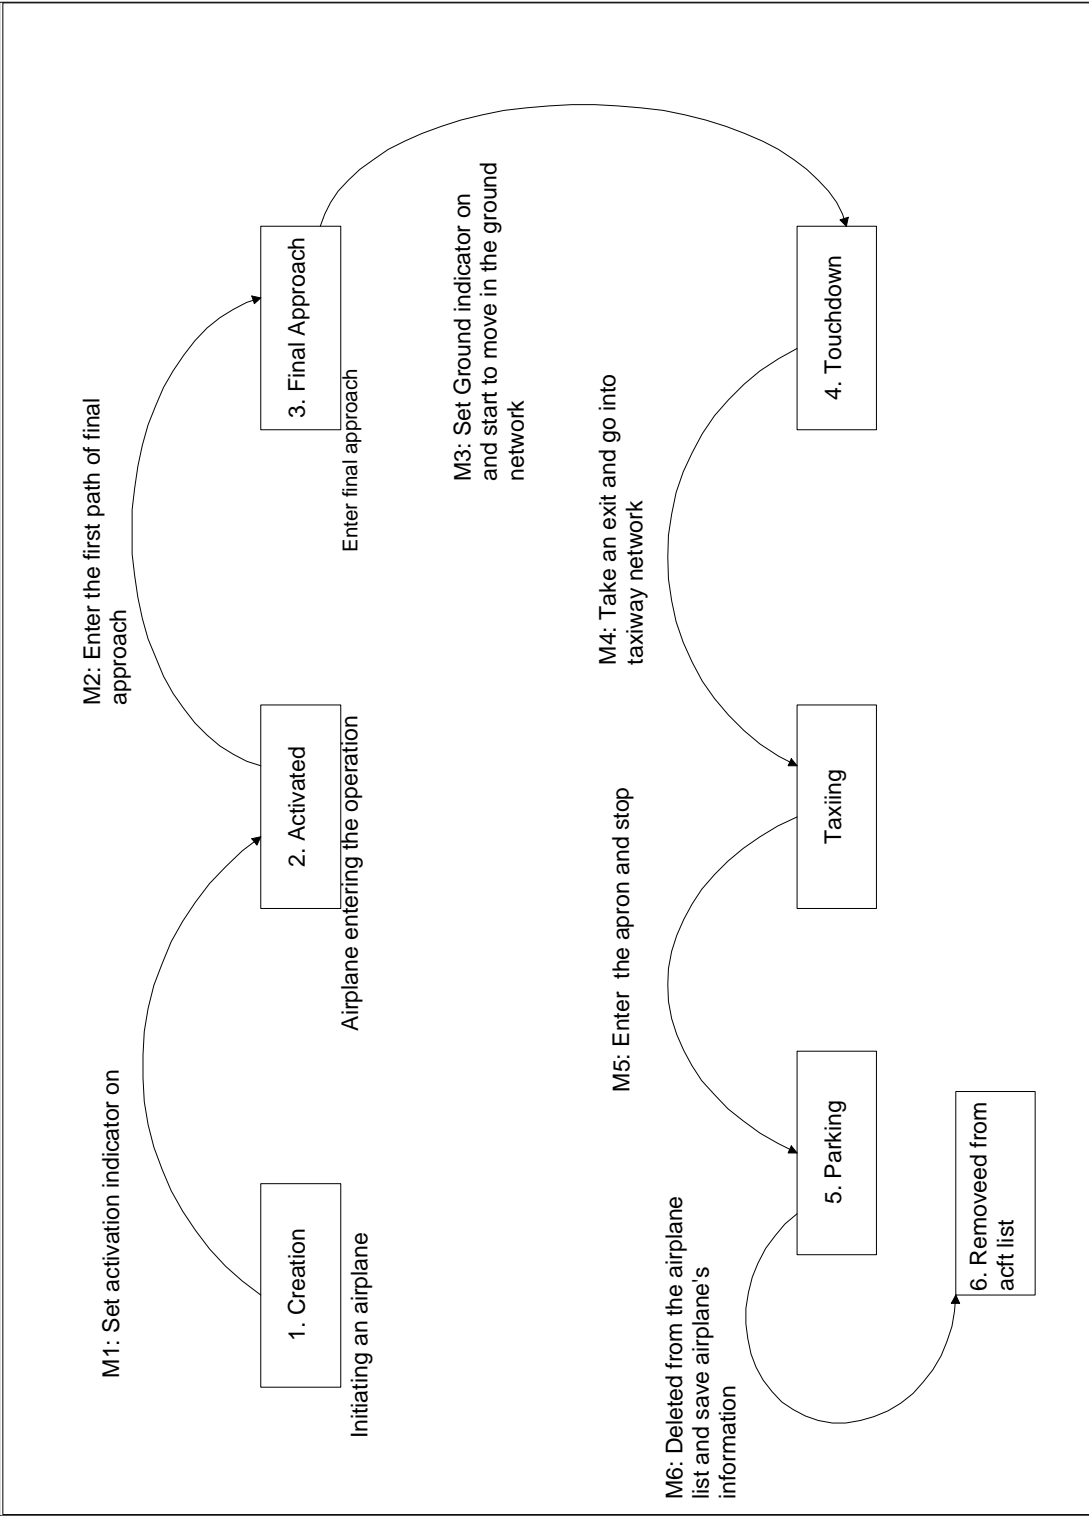 M1: Set activation indicator on
M2: Enter the first path of final
approach
1. Creation
2. Activated
3. Final Approach
Initiating an airplane
Airplane entering the operation
Enter final approach
M3: Set Ground indicator on
and start to move in the ground
network
M6: Deleted from the airplane
list and save airplane's
information
M5: Enter  the apron and stop
M4: Take an exit and go into
taxiway network
5. Parking
Taxiing
4. Touchdown
6. Removeed from
acft list